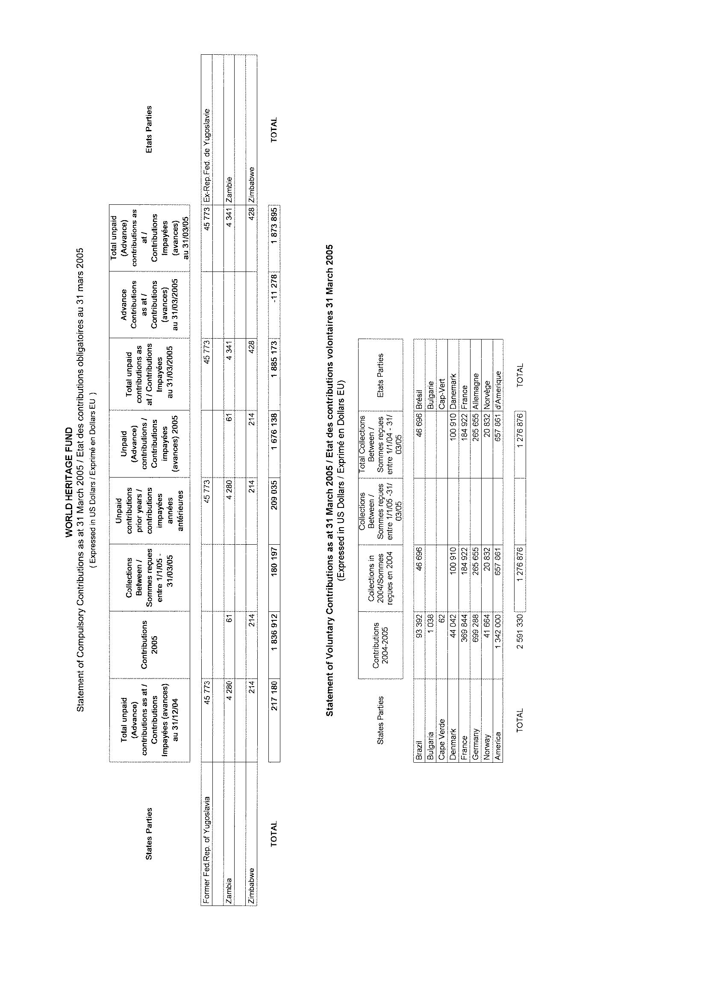 WORLD HERITAGE FUND
Statement of Compulsory Contributions as at 31 March 2005 / Etat des contributions obligatoires au 31 mars 2005
( Expressed in US Dollars / Exprimé en Dollars EU )
States Parties
Total unpaid
(Advance)
contributions as at /
Contributions
Impayées (avances)
au 31/12/04
Contributions
2005
Collections
Between /
Sommes reçues
entre 1/1/05 -
31/03/05
Unpaid
contributions
prior years /
contributions
impayées
années
antérieures
Unpaid
(Advance)
contributions /
Contributions
impayées
(avances) 2005
Total unpaid
contributions as
at / Contributions
Impayées
au 31/03/2005
Advance
Contributions
as at /
Contributions
(avances)
au 31/03/2005
Total unpaid
(Advance)
contributions as
at /
Contributions
Impayées
(avances)
au 31/03/05
Etats Parties
Former Fed.Rep. of Yugoslavia 45 773 45 773 45 773 45 773 Ex-Rep.Fed. de Yugoslavie
Zambia 4 280 61 4 280 61 4 341 4 341 Zambie
Zimbabwe 214 214 214 214 428 428 Zimbabwe
TOTAL 217 180 1 836 912 180 197 209 035 1 676 138 1 885 173 -11 278 1 873 895 TOTAL
Statement of Voluntary Contributions as at 31 March 2005 / Etat des contributions volontaires 31 March 2005
(Expressed in US Dollars / Exprimé en Dollars EU)
States Parties
Contributions
2004-2005
Collections in
2004/Sommes
reçues en 2004
Collections
Between /
Sommes reçues
entre 1/1/05 -31/
03/05
Total Collections
Between /
Sommes reçues
entre 1/1/04 - 31/
03/05
Etats Parties
Brazil 93 392 46 696 46 696 Brésil
Bulgaria 1 038 Bulgarie
Cape Verde 62 Cap-Vert
Denmark 44 042 100 910 100 910 Danemark
France 369 844 184 922 184 922 France
Germany 699 288 265 655 265 655 Allemagne
Norway 41 664 20 832 20 832 Norvège
America 1 342 000 657 861 657 861 d'Amerique
TOTAL 2 591 330 1 276 876 1 276 876 TOTAL